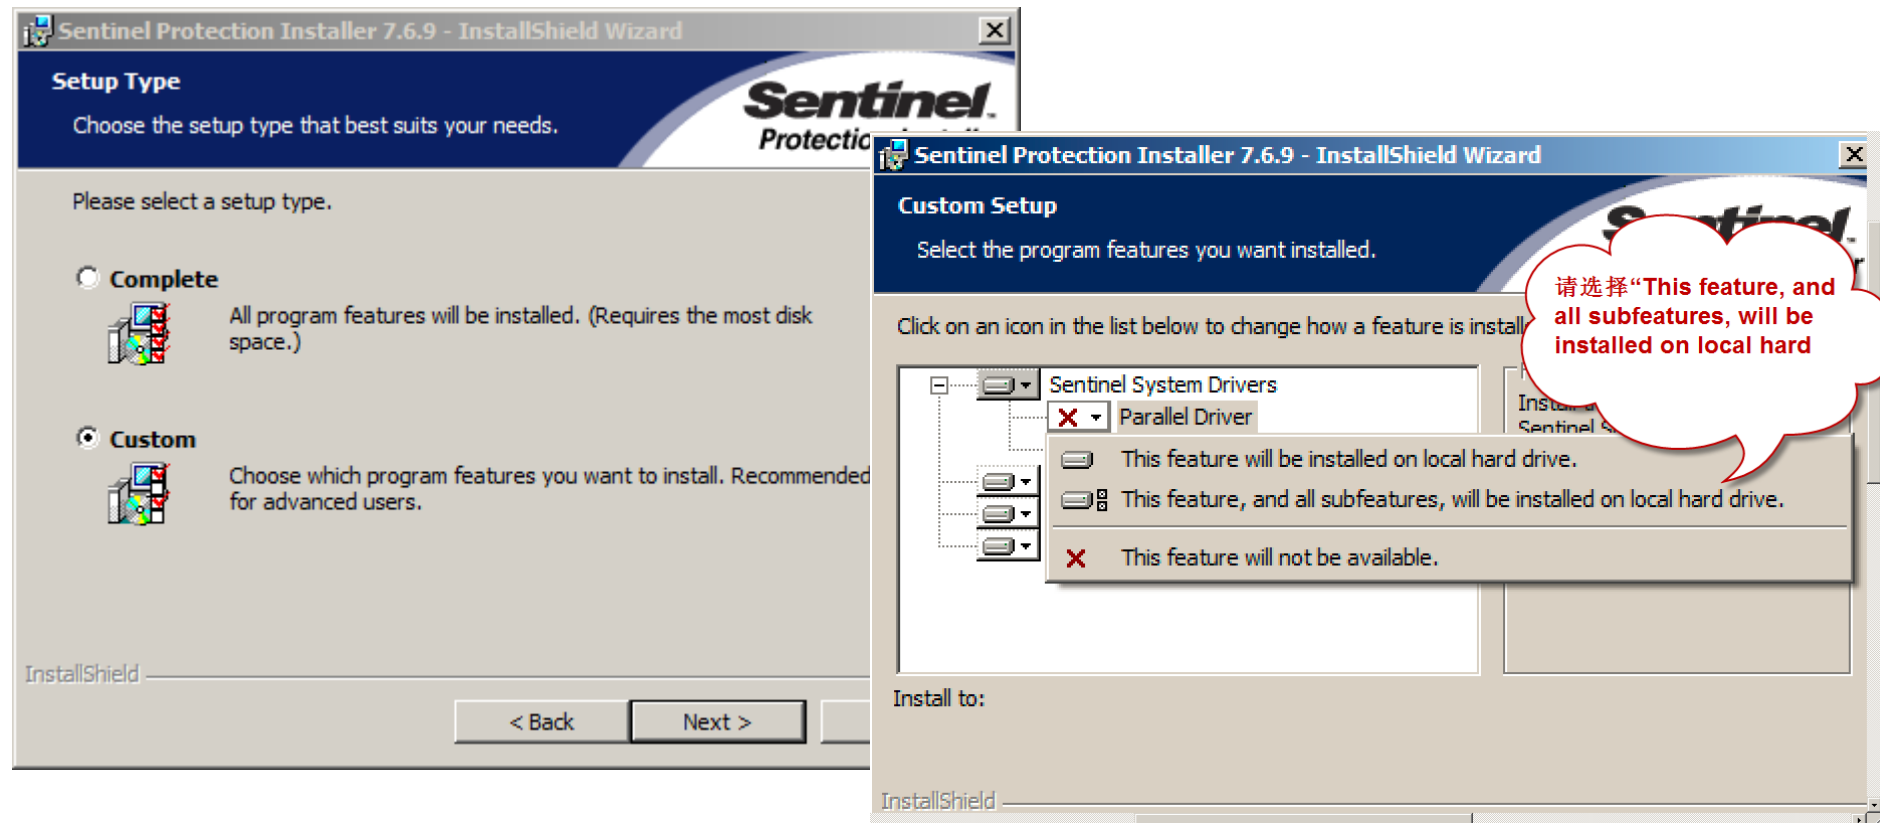 Sentinel Protection Installer 7.6.9 - InstallShield Wizard
Setup Type
Choose the setup type that best suits your needs.
Sentinel
Please select a setup type.
Complete
All program features will be installed. (Requires the most disk
space.)
Custom
Choose which program features you want to install. Recommended
for advanced users.
InstallShield
< Back
Next >
Sentinel Protection Installer 7.6.9 - InstallShield Wizard
Custom Setup
Select the program features you want installed.
请选择“This feature, and
all subfeatures, will be
installed on local hard
Click on an icon in the list below to change how a feature is
Sentinel System Drivers
Parallel Driver
This feature will be installed on local hard drive.
This feature, and all subfeatures, will be installed on local hard drive.
This feature will not be available.
Install to:
InstallShield